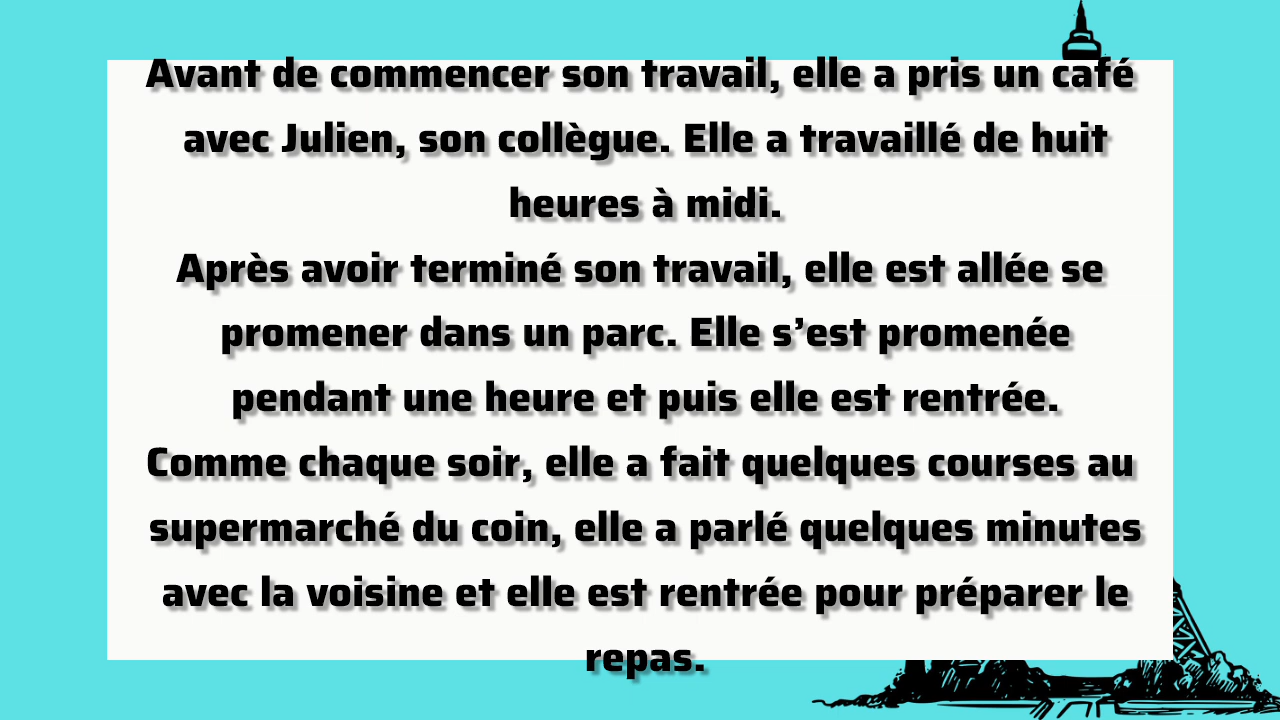 Avant de commencer son travail, elle a pris un café
avec Julien, son collègue. Elle a travaillé de huit
heures à midi.
Après avoir terminé son travail, elle est allée se
promener dans un parc. Elle s’est promenée
pendant une heure et puis elle est rentrée.
Comme chaque soir, elle a fait quelques courses au
supermarché du coin, elle a parlé quelques minutes
avec la voisine et elle est rentrée pour préparer le
repas.